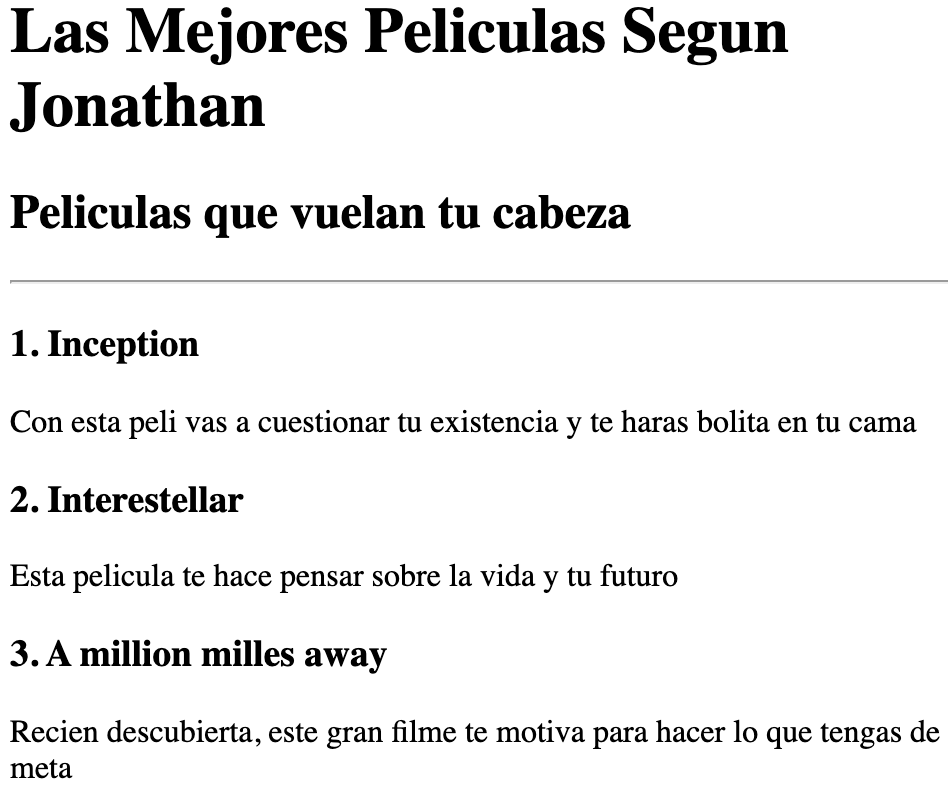 Las Mejores Peliculas Segun
Jonathan
Peliculas que vuelan tu cabeza
1. Inception
Con esta peli vas a cuestionar tu existencia y te haras bolita en tu cama
2. Interestellar
Esta pelicula te hace pensar sobre la vida y tu futuro
3. A million milles away
Recien descubierta, este gran filme te motiva para hacer lo que tengas de
meta